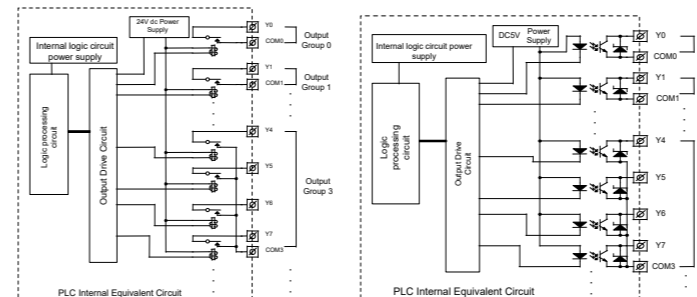 24V dc Power
Supply
Internal logic circuit
power supply
Logic processing
circuit
Output Drive Circuit
Y0
COM0
Output
Group 0
Y1
COM1
Output
Group 1
Y4
Y5
Y6
Y7
COM3
Output
Group 3
PLC Internal Equivalent Circuit
DC5V Power
Supply
Internal logic circuit power
supply
Logic
processing
circuit
Output Drive Circuit
Y0
COM0
Y1
COM1
Y4
Y5
Y6
Y7
COM3
PLC Internal Equivalent Circuit